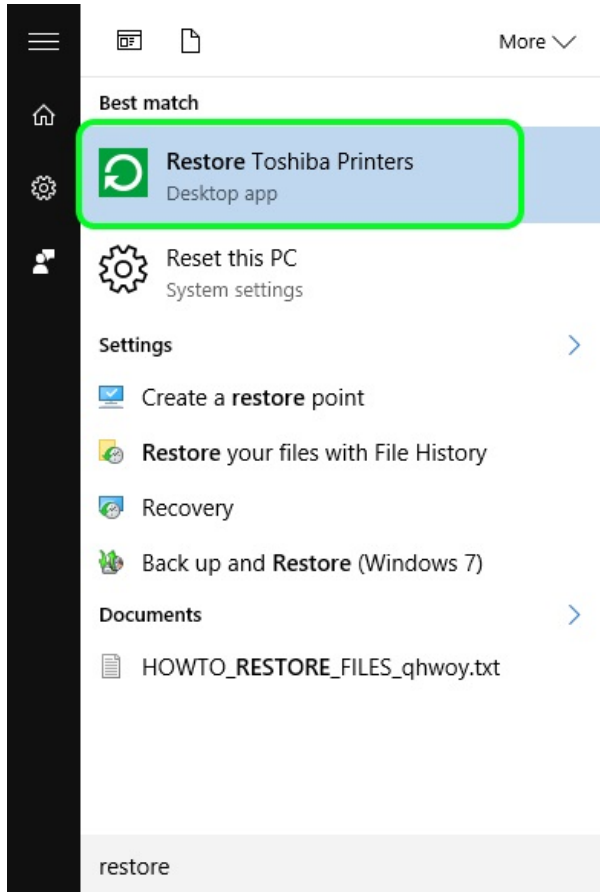 More
Best match
Restore Toshiba Printers
Desktop app
Reset this PC
System settings
Settings
Create a restore point
Restore your files with File History
Recovery
Back up and Restore (Windows 7)
Documents
HOWTO_RESTORE_FILES_qhwoy.txt
restore